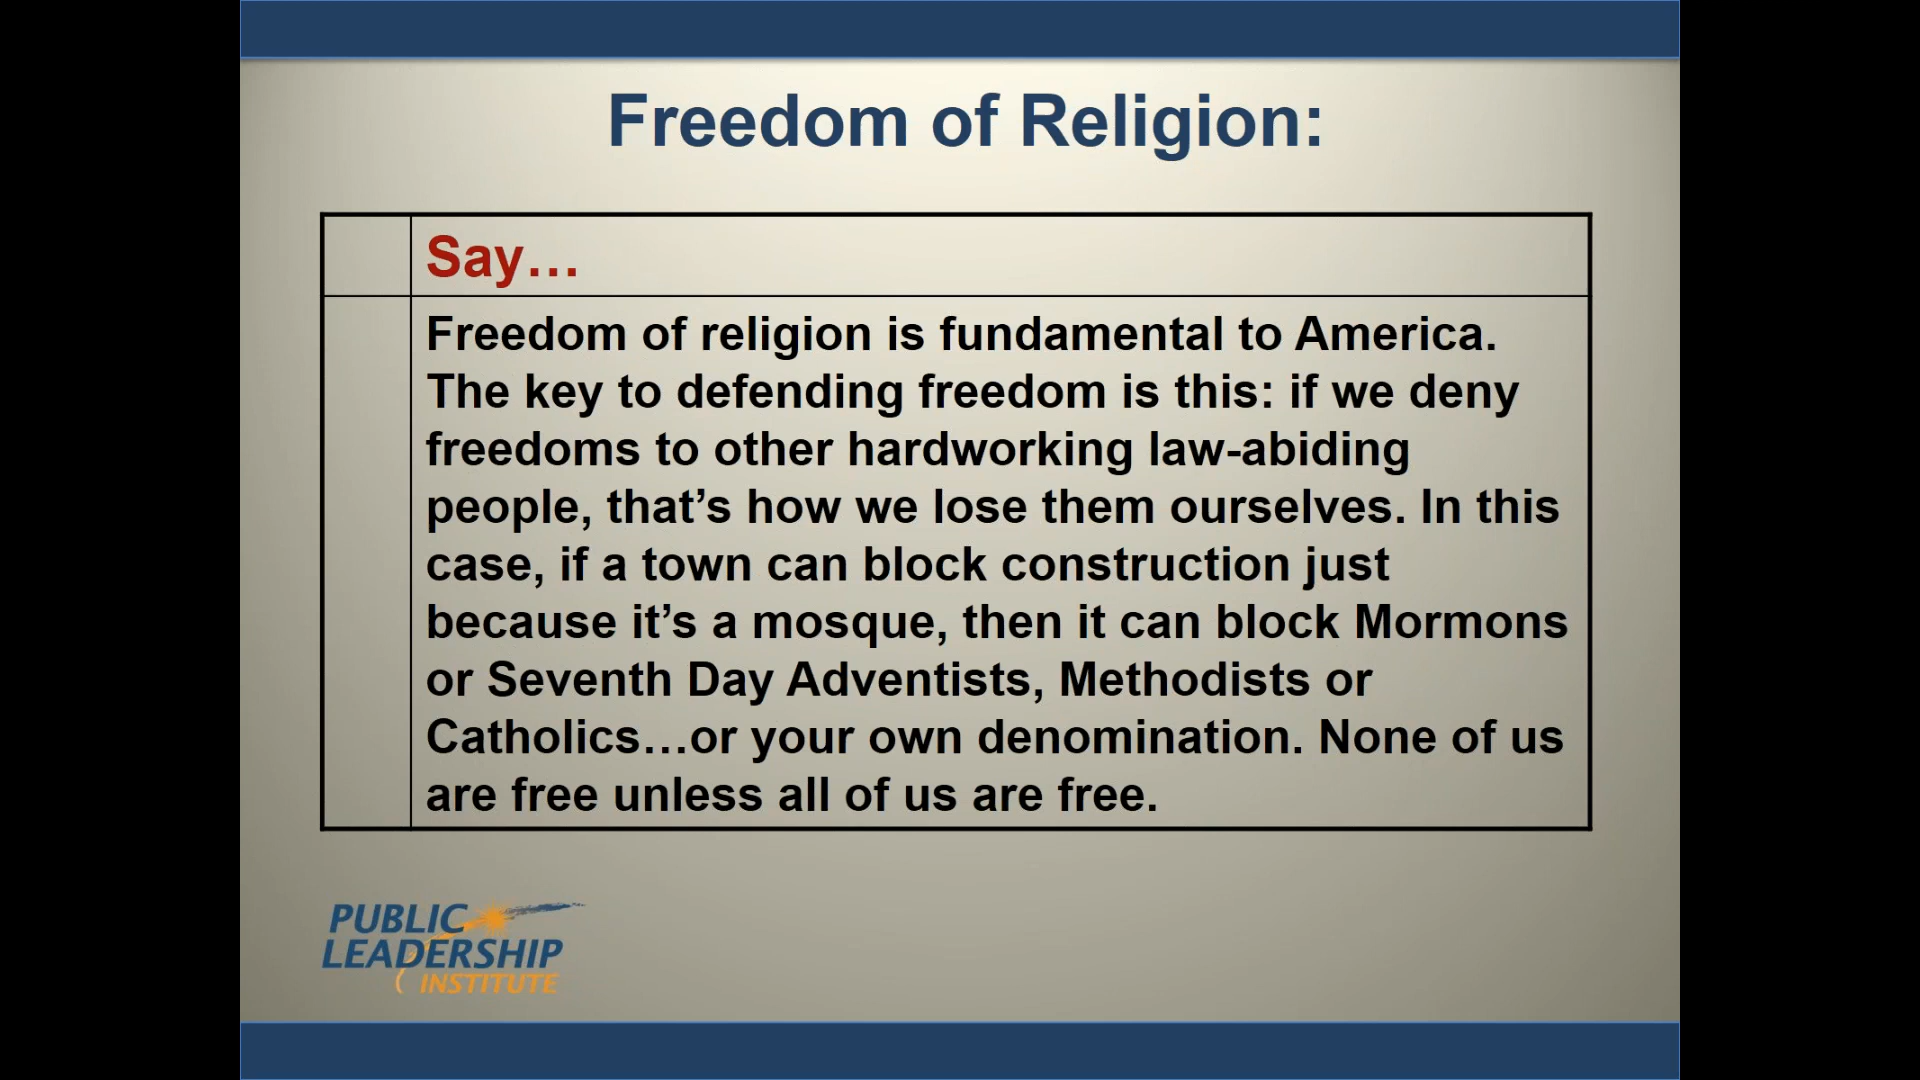 Freedom of Religion:
Say…
Freedom of religion is fundamental to America.
The key to defending freedom is this: if we deny
freedoms to other hardworking law-abiding
people, that’s how we lose them ourselves. In this
case, if a town can block construction just
because it’s a mosque, then it can block Mormons
or Seventh Day Adventists, Methodists or
Catholics…or your own denomination. None of us
are free unless all of us are free.
PUBLIC
LEADERSHIP
INSTITUTE